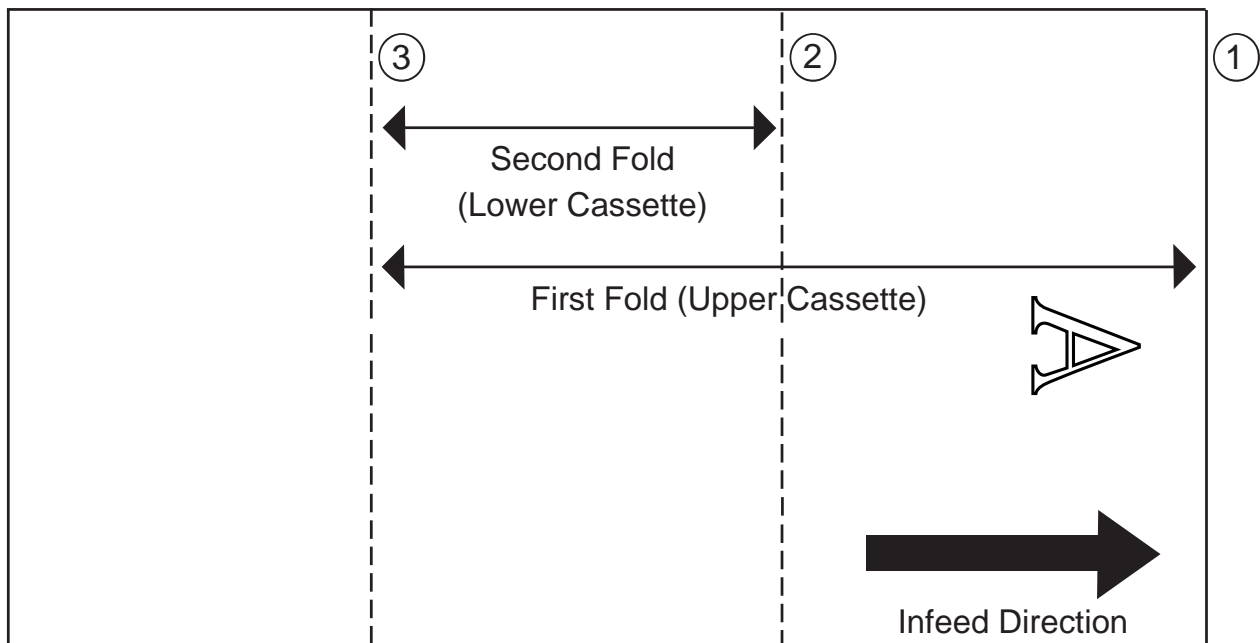 3
2
1
Second Fold
(Lower Cassette)
First Fold (Upper Cassette)
A
Infeed Direction